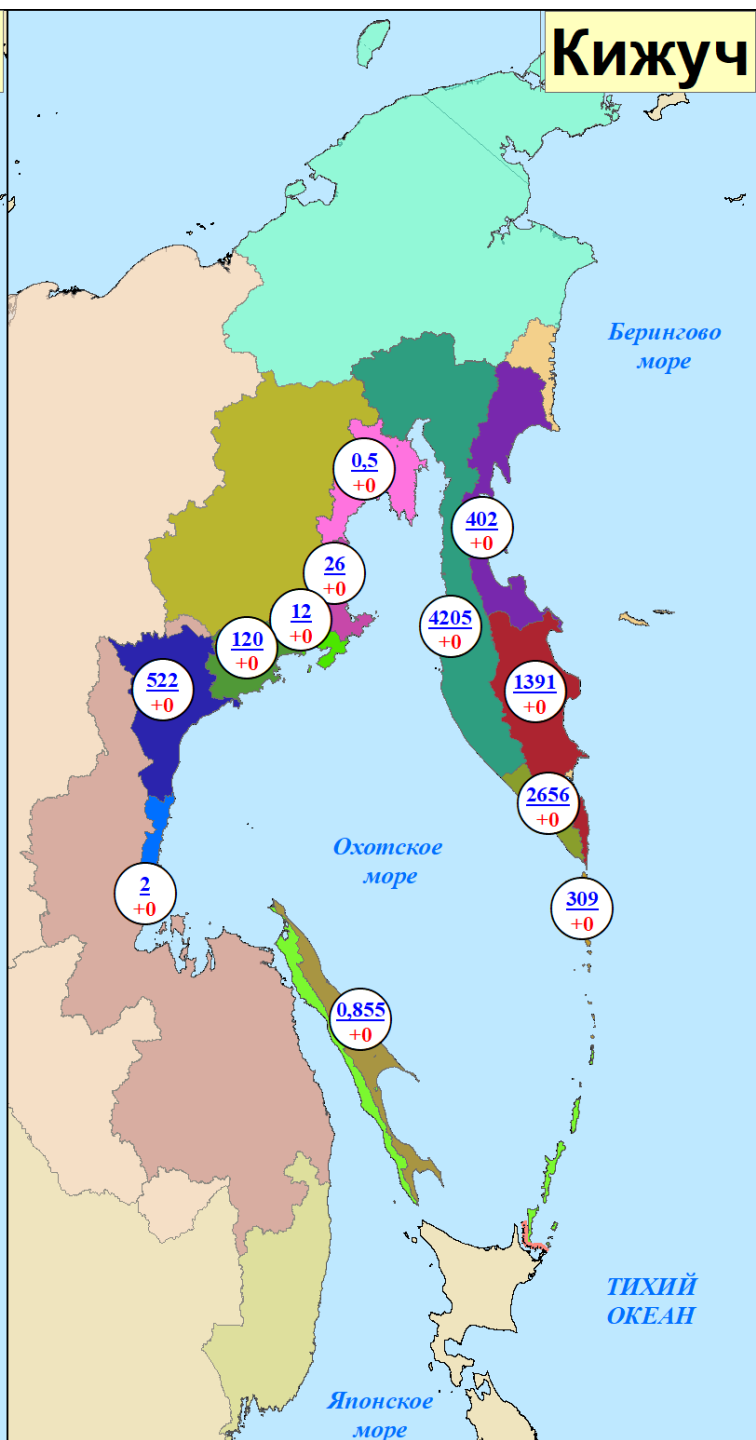 Кижуч
Берингово
море
0,5
+0
402
+0
26
+0
12
+0
4205
+0
120
+0
522
+0
1391
+0
2656
+0
Охотское
море
2
+0
309
+0
0,855
+0
ТИХИЙ
ОКЕАН
Японское
море